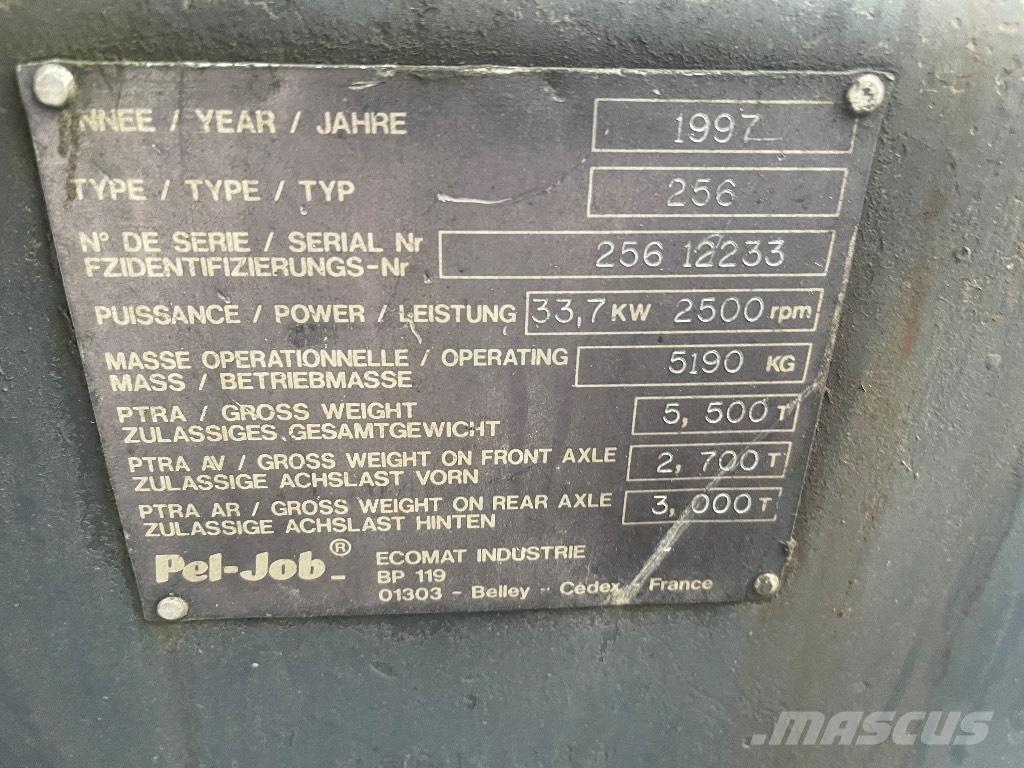 NNEE / YEAR / JAHRE 1997
TYPE / TYPE / TYP 256
N° DE SERIE / SERIAL Nr
FZIDENTIFIZIERUNGS-Nr 256 12233
PUISSANCE / POWER / LEISTUNG 33,7 KW 2500 rpm
MASSE OPERATIONNELLE / OPERATING
MASS / BETRIEBMASSE 5190 KG
PTRA / GROSS WEIGHT
ZULASSIGES GESAMTGEWICHT 5, 500 T
PTRA AV / GROSS WEIGHT ON FRONT AXLE
ZULASSIGE ACHSLAST VORN 2, 700 T
PTRA AR / GROSS WEIGHT ON REAR AXLE
ZULASSIGE ACHSLAST HINTEN 3, 000 T
Pel-Job®
ECOMAT INDUSTRIE
BP 119
01303 - Belley - Cedex - France
MASCUS